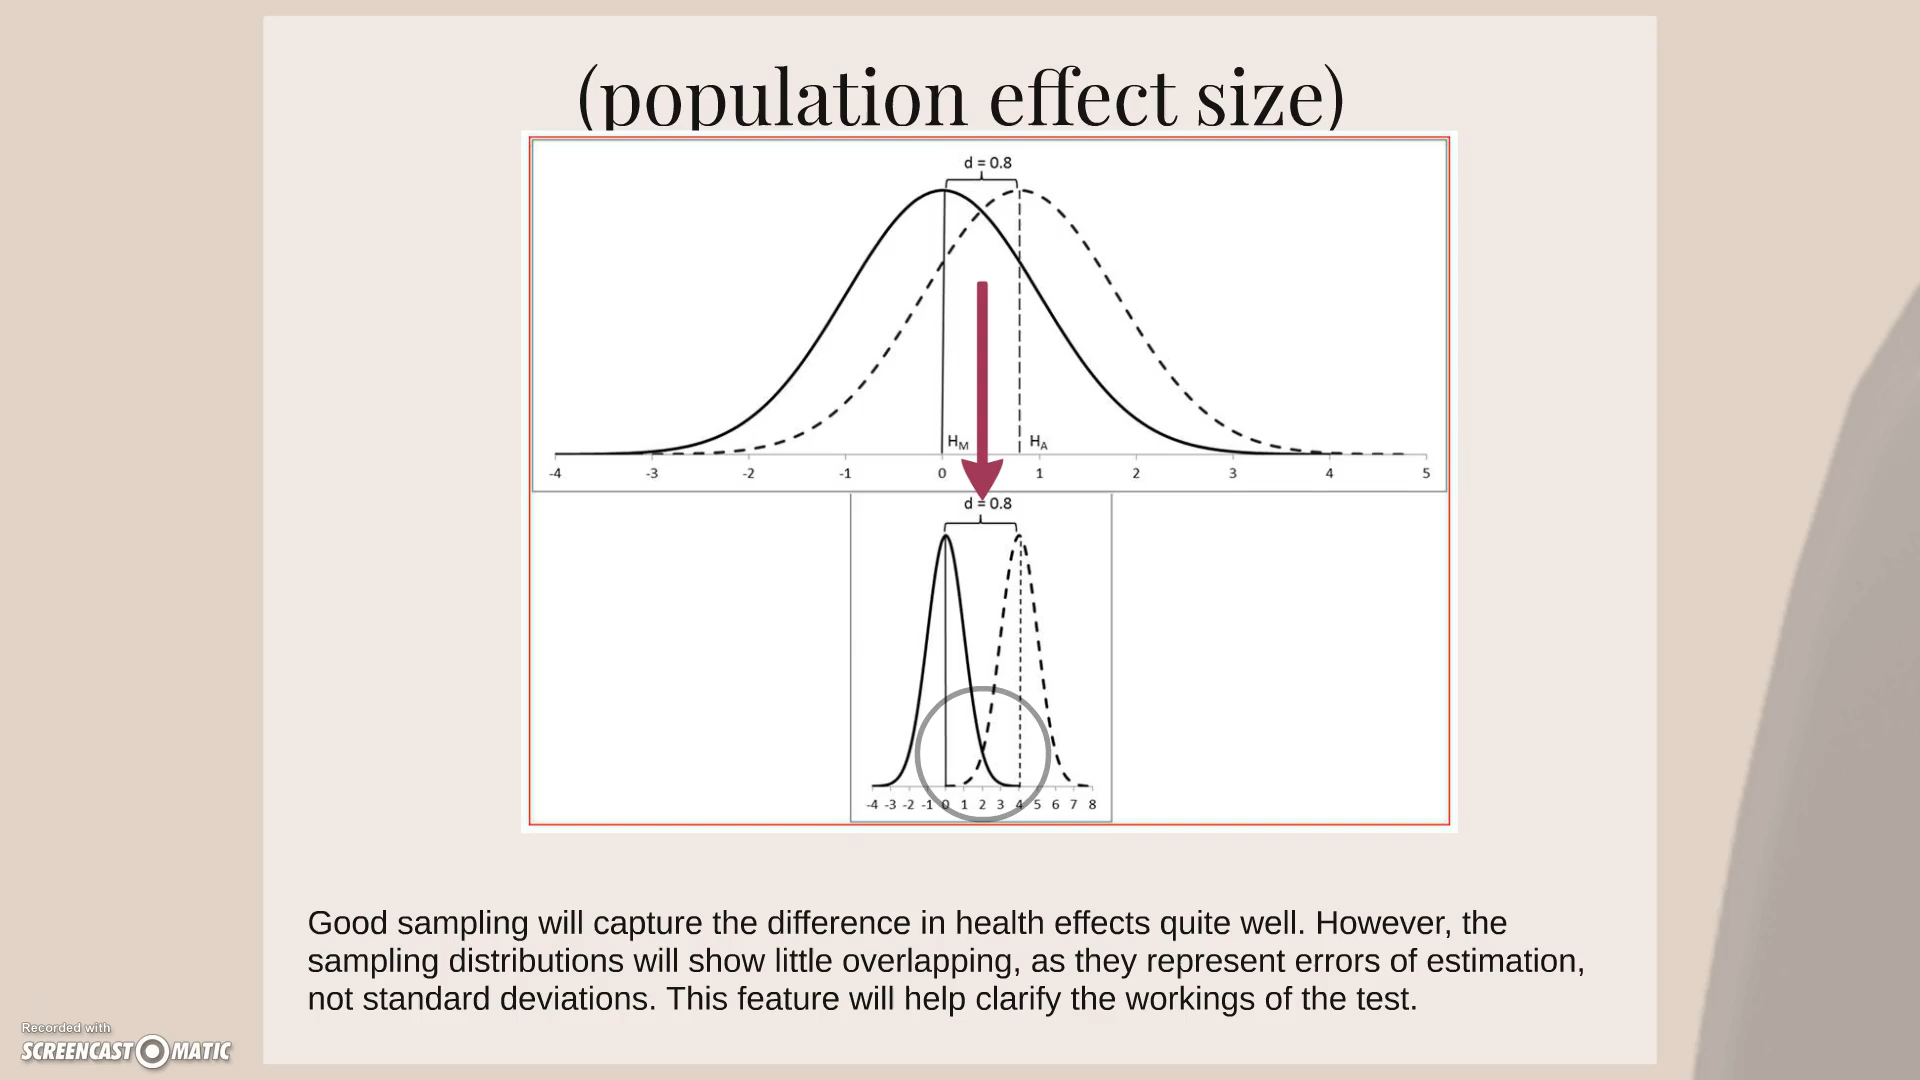 (population effect size)
d = 0.8
HM HA
-4 -3 -2 -1 0 1 2 3 4 5
d = 0.8
-4 -3 -2 -1 0 1 2 3 4 5 6 7 8
Good sampling will capture the difference in health effects quite well. However, the
sampling distributions will show little overlapping, as they represent errors of estimation,
not standard deviations. This feature will help clarify the workings of the test.
Recorded with
SCREENCAST MATIC